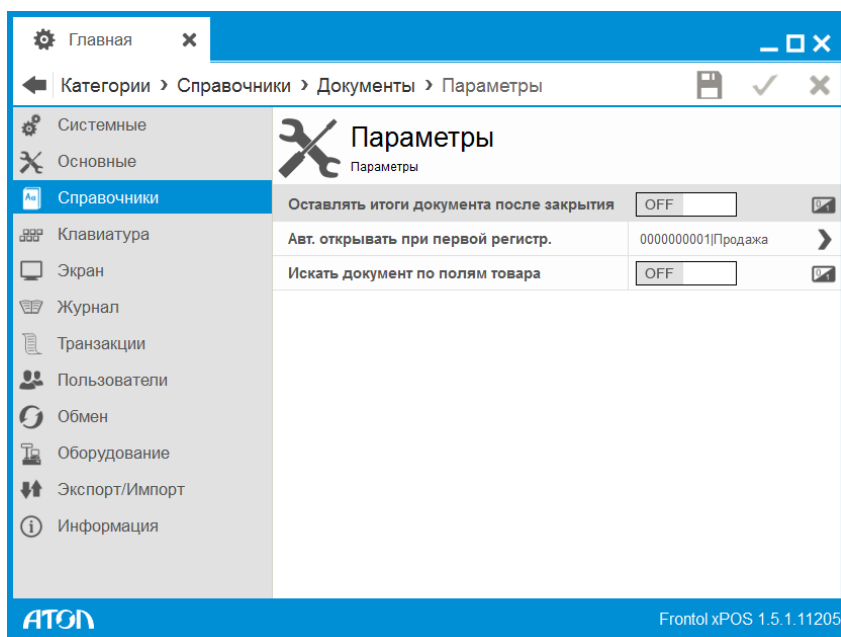 Главная
Категории › Справочники › Документы › Параметры
Системные
Основные
Справочники
Клавиатура
Экран
Журнал
Транзакции
Пользователи
Обмен
Оборудование
Экспорт/Импорт
Информация
Параметры
Параметры
Оставлять итоги документа после закрытия OFF
Авт. открывать при первой регистр. 0000000001|Продажа
Искать документ по полям товара OFF
ATOL Frontol xPOS 1.5.1.11205